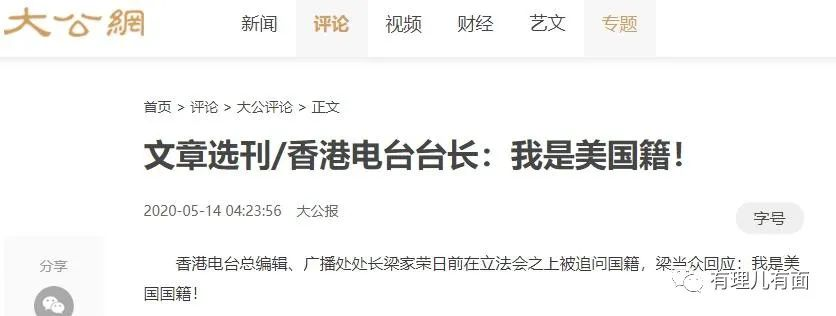 大公網 新闻 评论 视频 财经 艺文 专题
首页 > 评论 > 大公评论 > 正文
文章选刊/香港电台台长：我是美国籍！
2020-05-14 04:23:56 大公报
字号
分享
香港电台总编辑、广播处处长梁家荣日前在立法会之上被追问国籍，梁当众回应：我是美
国国籍！
有理儿有面